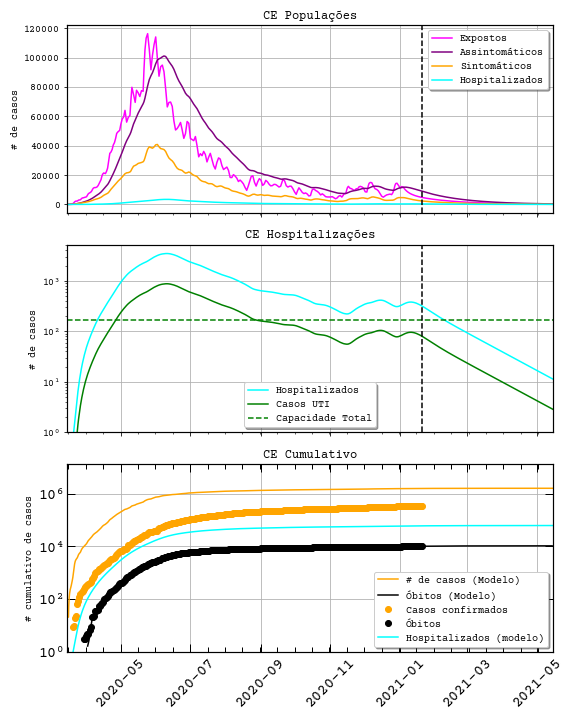 CE Populações
# de casos
120000
100000
80000
60000
40000
20000
0
Expostos
Assintomáticos
Sintomáticos
Hospitalizados
CE Hospitalizações
# de casos
10³
10²
10¹
10⁰
Hospitalizados
Casos UTI
Capacidade Total
CE Cumulativo
# cumulativo de casos
10⁶
10⁴
10²
10⁰
# de casos (Modelo)
Óbitos (Modelo)
Casos confirmados
Óbitos
Hospitalizados (modelo)
2020-05
2020-07
2020-09
2020-11
2021-01
2021-03
2021-05